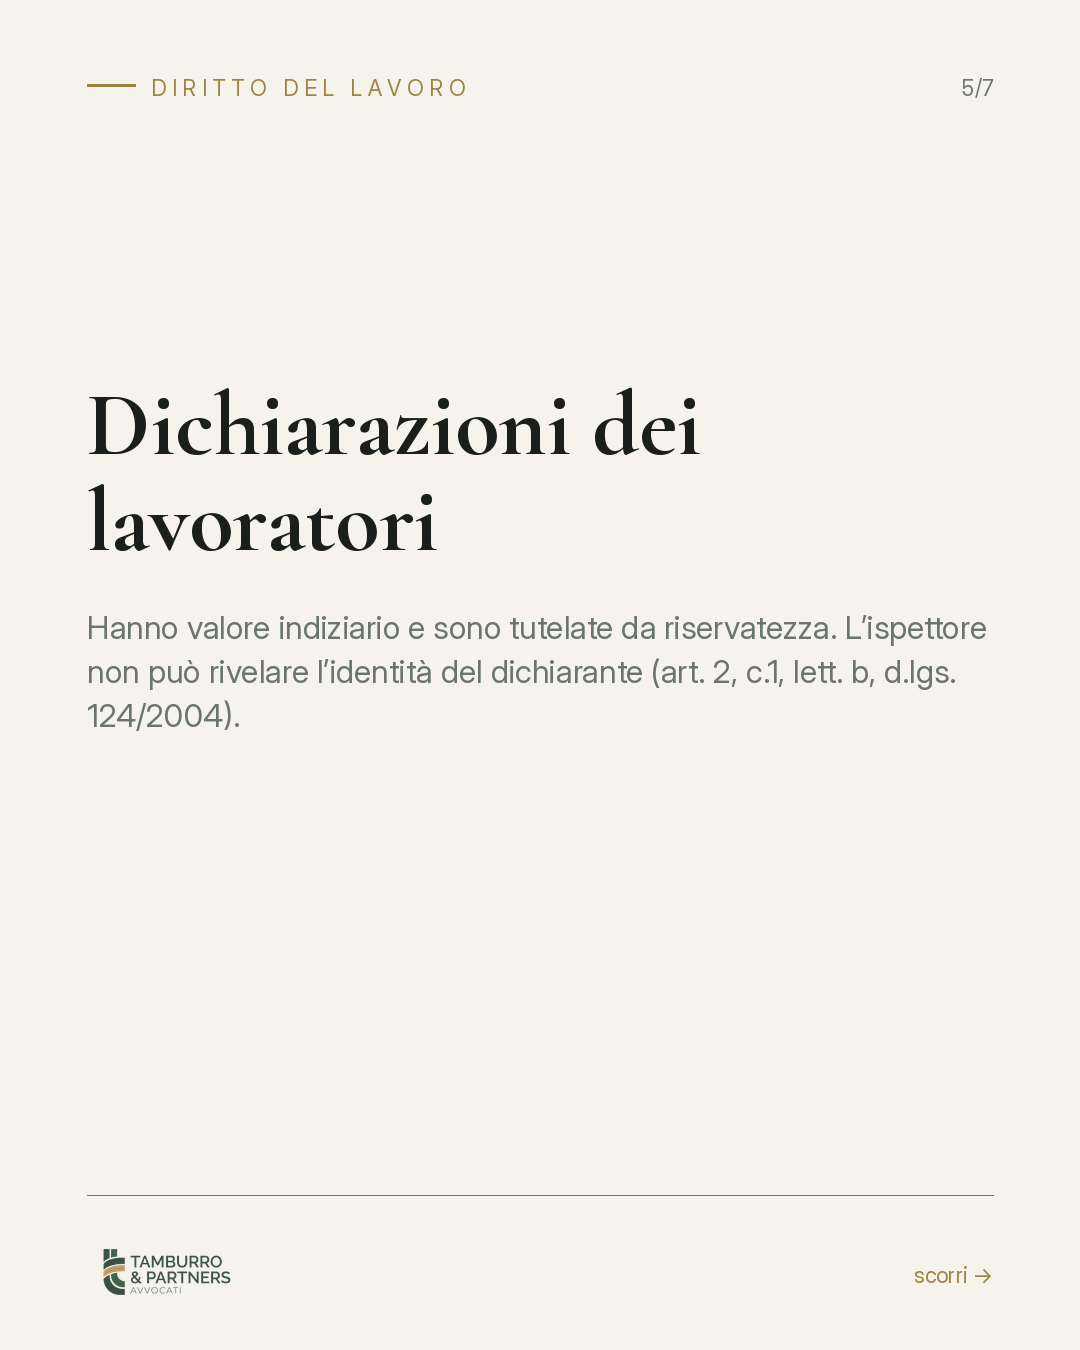 DIRITTO DEL LAVORO
5/7
Dichiarazioni dei
lavoratori
Hanno valore indiziario e sono tutelate da riservatezza. L’ispettore
non può rivelare l’identità del dichiarante (art. 2, c.1, lett. b, d.lgs.
124/2004).
TAMBURRO
& PARTNERS
AVVOCATI
scorri →